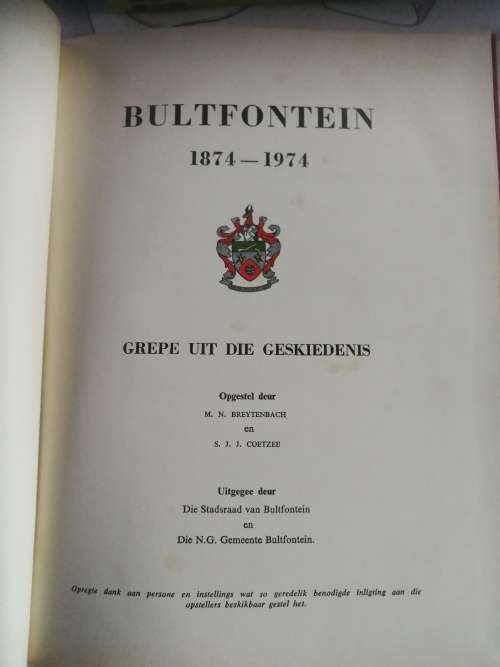 BULTFONTEIN
1874 — 1974
GREPE UIT DIE GESKIEDENIS
Opgestel deur
M. N. BREYTENBACH
en
S. J. J. COETZEE
Uitgegee deur
Die Stadsraad van Bultfontein
en
Die N.G. Gemeente Bultfontein.
Opregte dank aan persone en instellings wat so geredelik benodigde inligting aan die
opstellers beskikbaar gestel het.